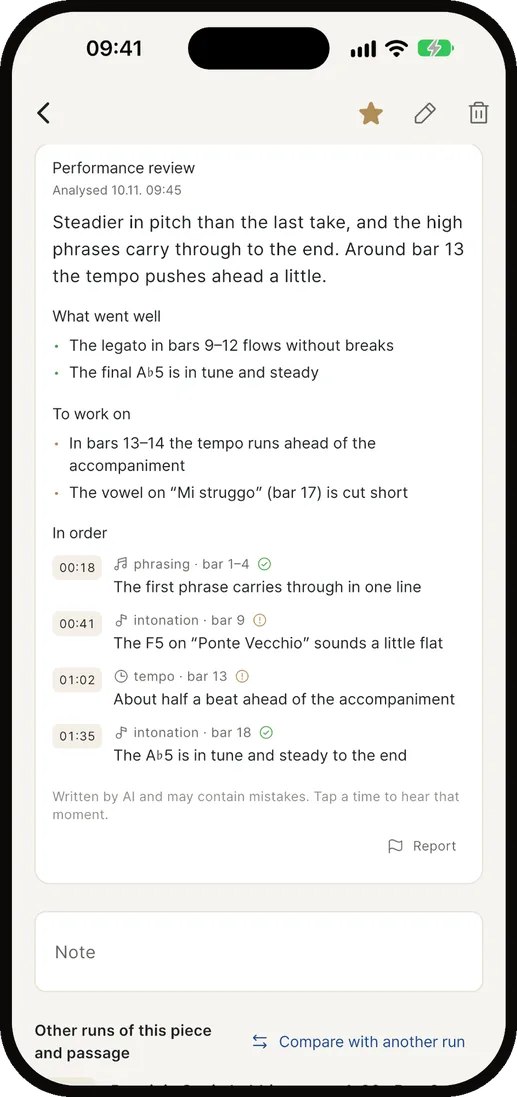 09:41
Performance review
Analysed 10.11. 09:45
Steadier in pitch than the last take, and the high
phrases carry through to the end. Around bar 13
the tempo pushes ahead a little.
What went well
• The legato in bars 9–12 flows without breaks
• The final A♭5 is in tune and steady
To work on
• In bars 13–14 the tempo runs ahead of the
accompaniment
• The vowel on “Mi struggo” (bar 17) is cut short
In order
00:18 phrasing · bar 1–4
The first phrase carries through in one line
00:41 intonation · bar 9
The F5 on “Ponte Vecchio” sounds a little flat
01:02 tempo · bar 13
About half a beat ahead of the accompaniment
01:35 intonation · bar 18
The A♭5 is in tune and steady to the end
Written by AI and may contain mistakes. Tap a time to hear that
moment.
Report
Note
Other runs of this piece
and passage
Compare with another run